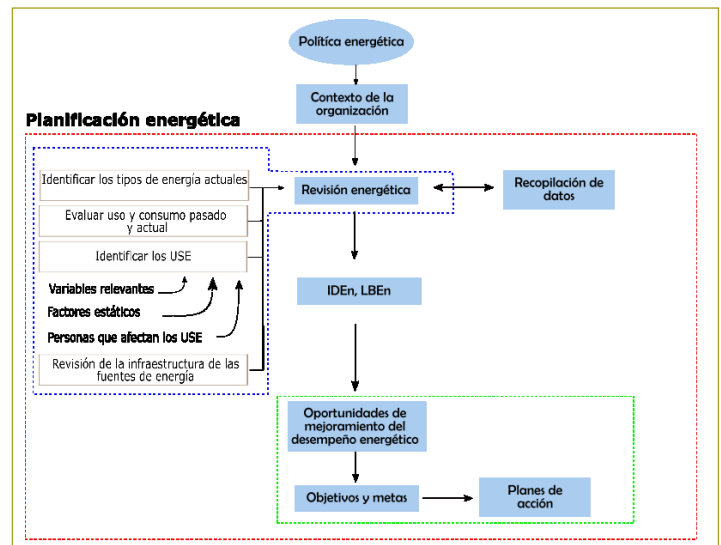 Política energética
Contexto de la
organización
Planificación energética
Identificar los tipos de energía actuales
Revisión energética
Recopilación de
datos
Evaluar uso y consumo pasado
y actual
Identificar los USE
Variables relevantes
Factores estáticos
Personas que afectan los USE
IDEn, LBEn
Revisión de la infraestructura de las
fuentes de energía
Oportunidades de
mejoramiento del
desempeño energético
Objetivos y metas
Planes de
acción